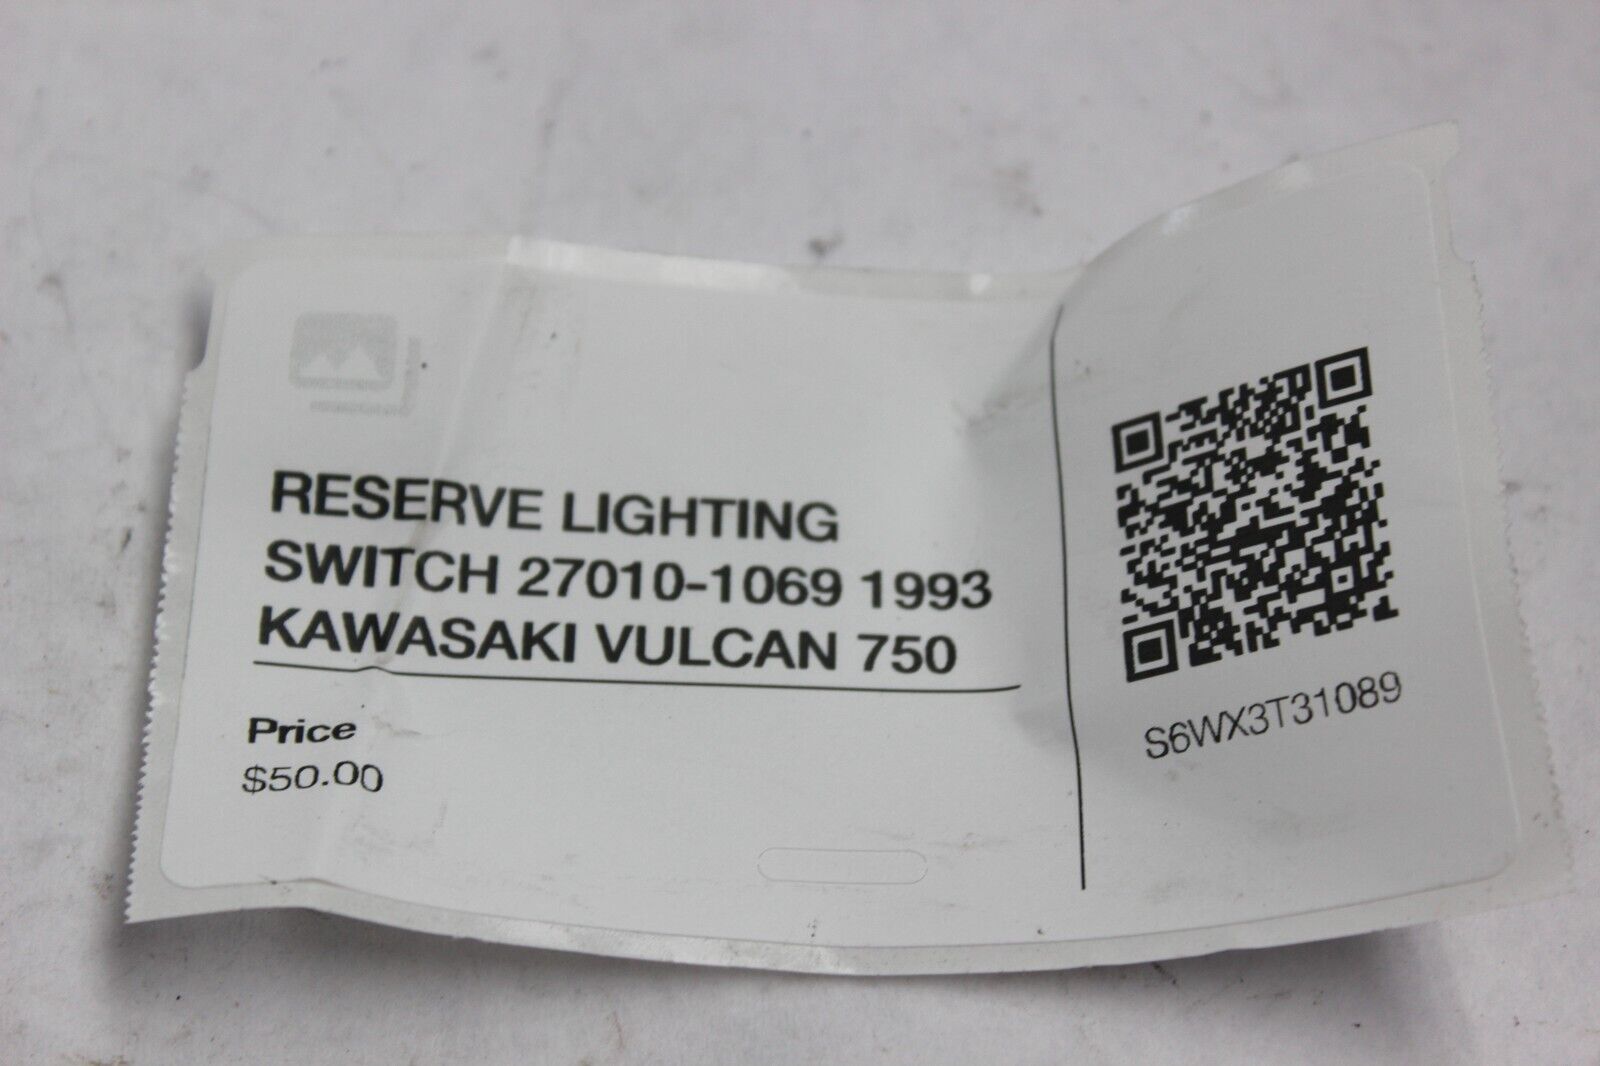 RESERVE LIGHTING
SWITCH 27010-1069 1993
KAWASAKI VULCAN 750
Price
$50.00
S6WX3T31089